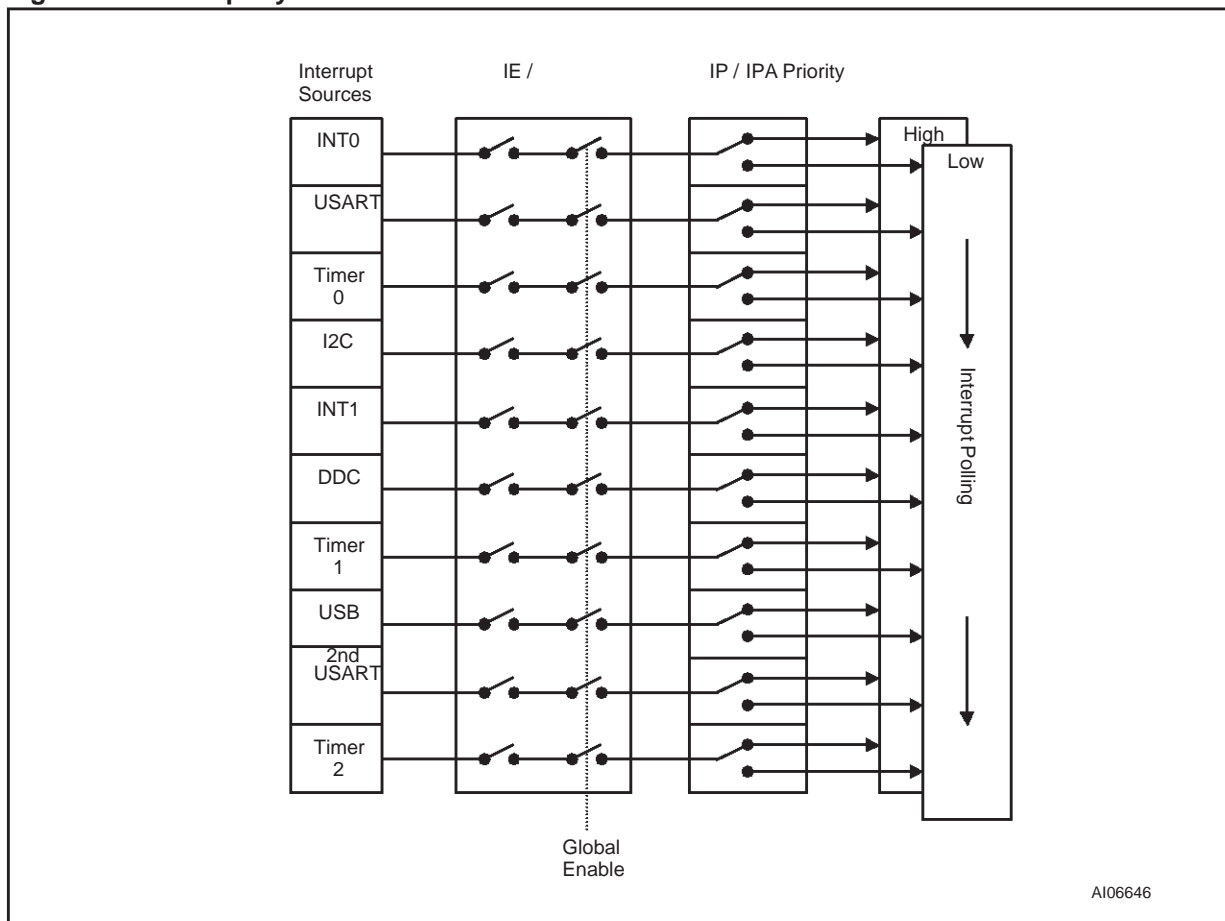 Interrupt
Sources
IE /
IP / IPA Priority
INT0
High
Low
USART
Timer
0
I2C
INT1
Interrupt Polling
DDC
Timer
1
USB
2nd
USART
Timer
2
Global
Enable
AI06646